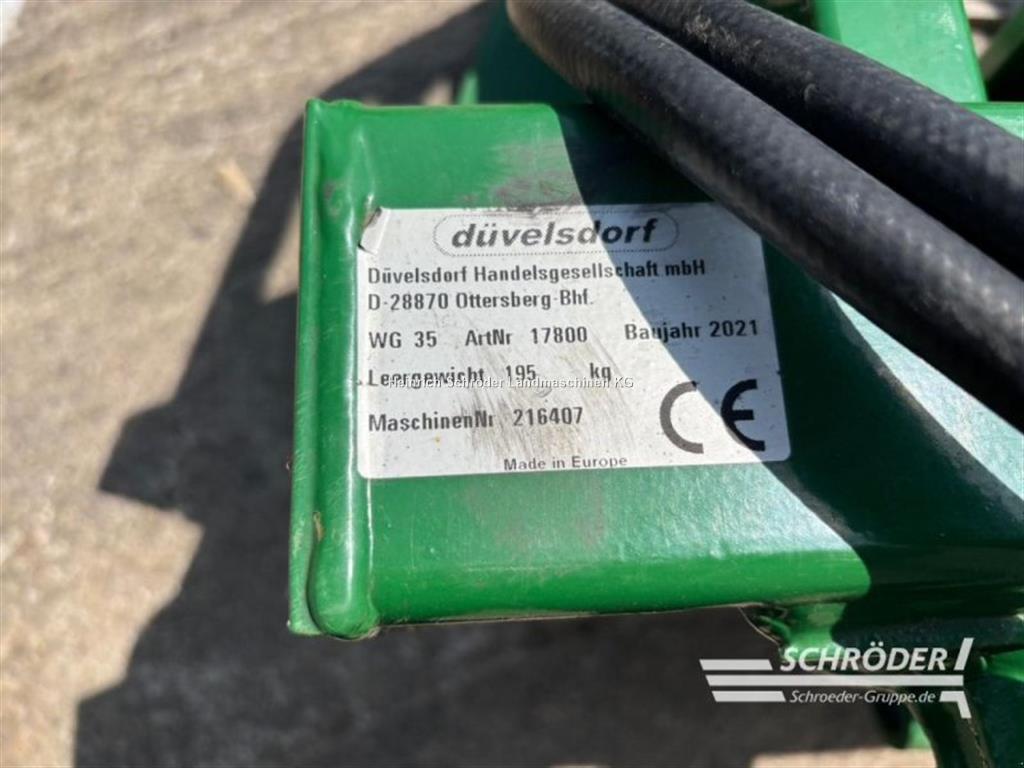 düvelsdorf
Düvelsdorf Handelsgesellschaft mbH
D-28870 Ottersberg-Bhf.
WG 35 ArtNr 17800 Baujahr 2021
Leergewicht 195 kg
Heinrich Schröder Landmaschinen KG
MaschinenNr 216407
CE
Made in Europe
SCHRÖDER
Schroeder-Gruppe.de